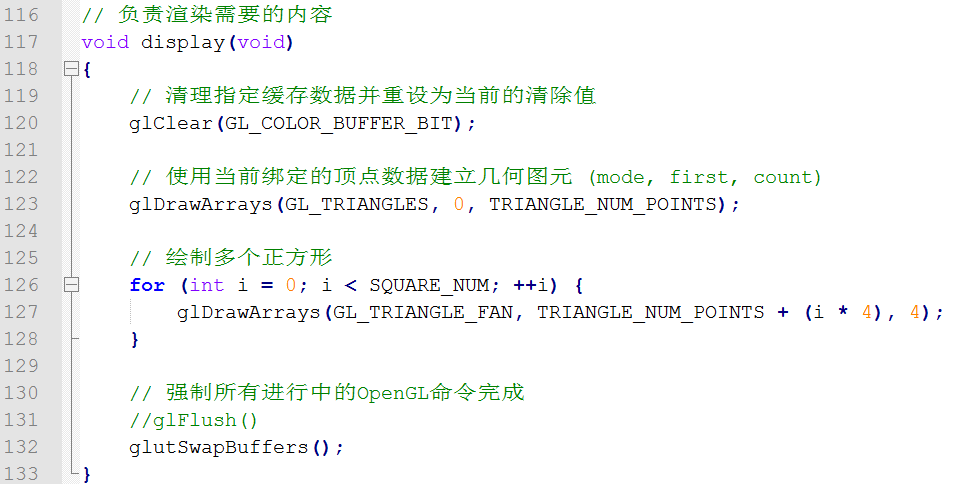 116 // 负责渲染需要的内容
117 void display(void)
118 {
119 // 清理指定缓存数据并重设为当前的清除值
120 glClear(GL_COLOR_BUFFER_BIT);
121
122 // 使用当前绑定的顶点数据建立几何图元 (mode, first, count)
123 glDrawArrays(GL_TRIANGLES, 0, TRIANGLE_NUM_POINTS);
124
125 // 绘制多个正方形
126 for (int i = 0; i < SQUARE_NUM; ++i) {
127 glDrawArrays(GL_TRIANGLE_FAN, TRIANGLE_NUM_POINTS + (i * 4), 4);
128 }
129
130 // 强制所有进行中的OpenGL命令完成
131 //glFlush()
132 glutSwapBuffers();
133 }